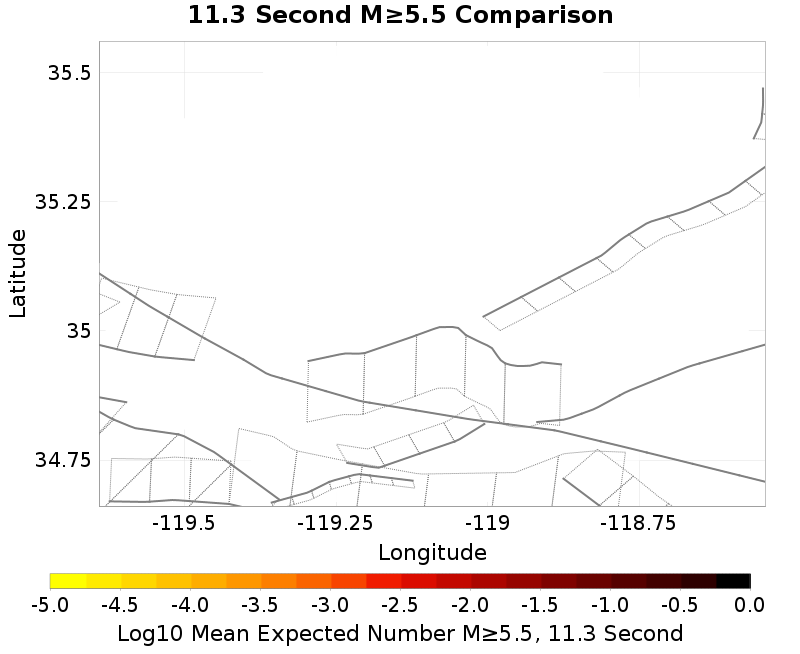 11.3 Second M≥5.5 Comparison
35.5
35.25
35
34.75
Latitude
-119.5 -119.25 -119 -118.75
Longitude
-5.0 -4.5 -4.0 -3.5 -3.0 -2.5 -2.0 -1.5 -1.0 -0.5 0.0
Log10 Mean Expected Number M≥5.5, 11.3 Second